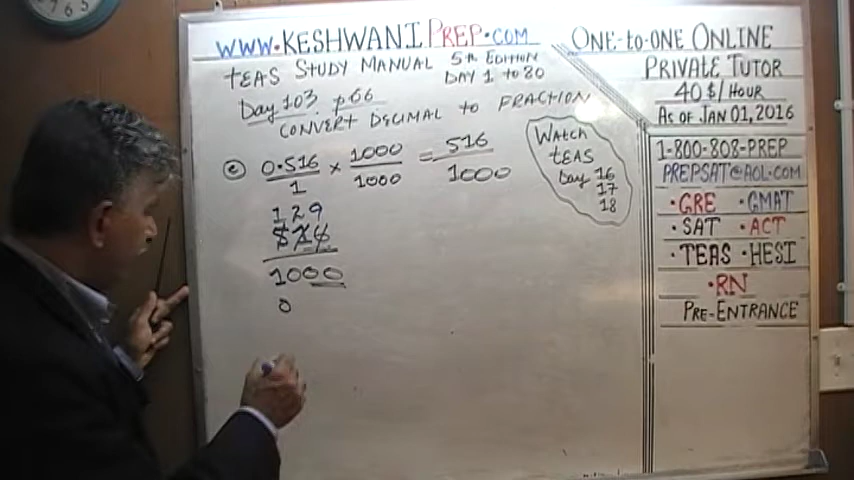 WWW.KESHWANIPREP.COM
TEAS STUDY MANUAL 5th EDITION
DAY 1 to 80
Day 103. p66
CONVERT DECIMAL to FRACTION
(c) 0.516/1 × 1000/1000 = 516/1000
129
516
1000
0
Watch
tEAS
Day 16
17
18
ONE-to-ONE ONLINE
PRIVATE TUTOR
40$/HOUR
AS OF JAN 01, 2016
1-800-808-PREP
PREPSAT@AOL.COM
•GRE •GMAT
•SAT •ACT
•TEAS •HESI
•RN
PRE-ENTRANCE